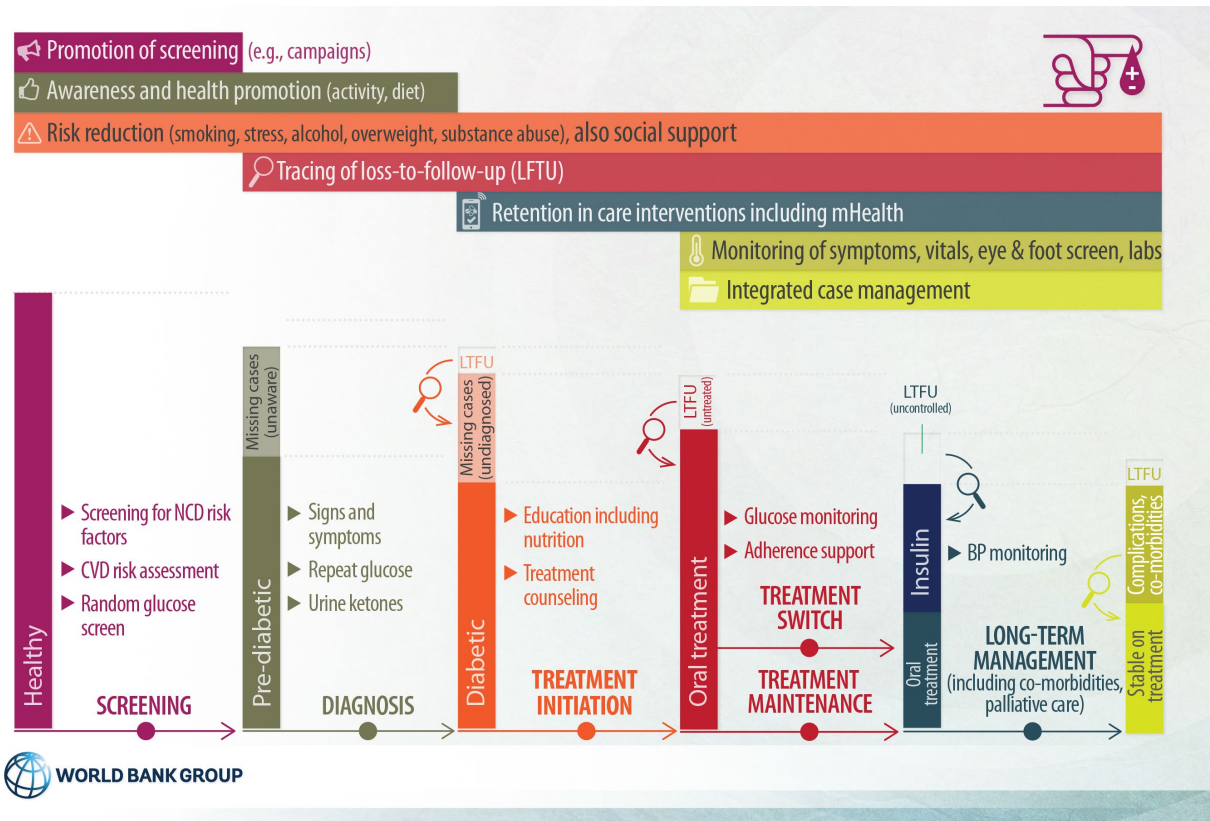 Promotion of screening (e.g., campaigns)
Awareness and health promotion (activity, diet)
Risk reduction (smoking, stress, alcohol, overweight, substance abuse), also social support
Tracing of loss-to-follow-up (LFTU)
Retention in care interventions including mHealth
Monitoring of symptoms, vitals, eye & foot screen, labs
Integrated case management
Healthy
▶ Screening for NCD risk
factors
▶ CVD risk assessment
▶ Random glucose
screen
SCREENING
Missing cases
(unaware)
Pre-diabetic
▶ Signs and
symptoms
▶ Repeat glucose
▶ Urine ketones
DIAGNOSIS
LTFU
Missing cases
(undiagnosed)
Diabetic
▶ Education including
nutrition
▶ Treatment
counseling
TREATMENT
INITIATION
LTFU
(untreated)
Oral treatment
▶ Glucose monitoring
▶ Adherence support
TREATMENT
SWITCH
TREATMENT
MAINTENANCE
LTFU
(uncontrolled)
Insulin
Oral
treatment
▶ BP monitoring
LONG-TERM
MANAGEMENT
(including co-morbidities,
palliative care)
LTFU
Complications,
co-morbidities
Stable on
treatment
WORLD BANK GROUP